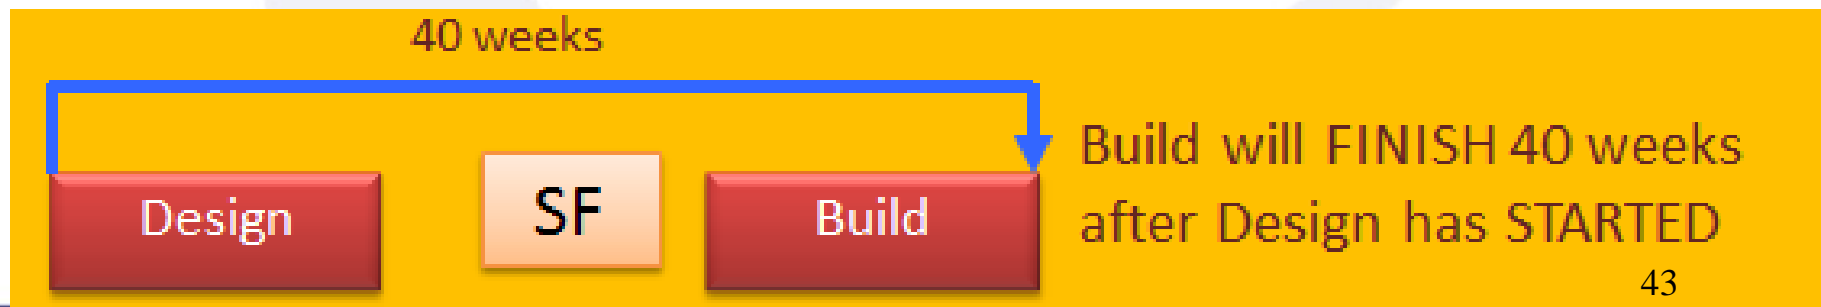 40 weeks
Design
SF
Build
Build will FINISH 40 weeks
after Design has STARTED
43